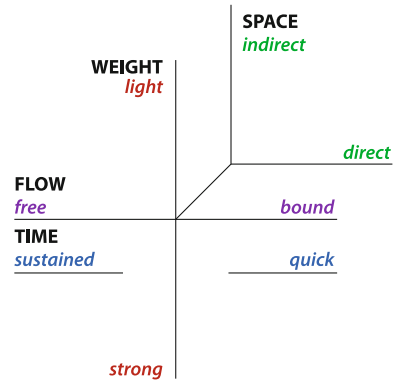 SPACE
indirect
WEIGHT
light
direct
FLOW
free
bound
TIME
sustained
quick
strong